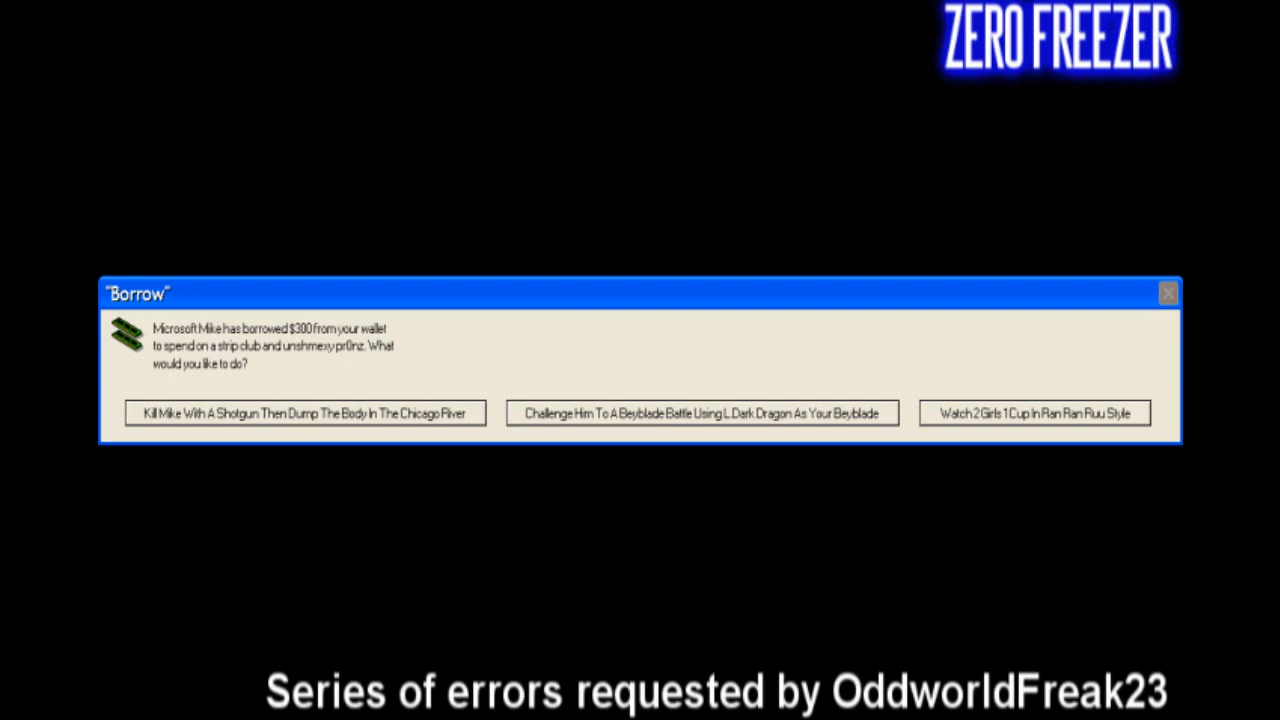 ZERO FREEZER
"Borrow"
Microsoft Mike has borrowed $300 from your wallet
to spend on a strip club and unshmexy pr0nz. What
would you like to do?
Kill Mike With A Shotgun Then Dump The Body In The Chicago River
Challenge Him To A Beyblade Battle Using L Dark Dragon As Your Beyblade
Watch 2 Girls 1 Cup In Ran Ran Ruu Style
Series of errors requested by OddworldFreak23